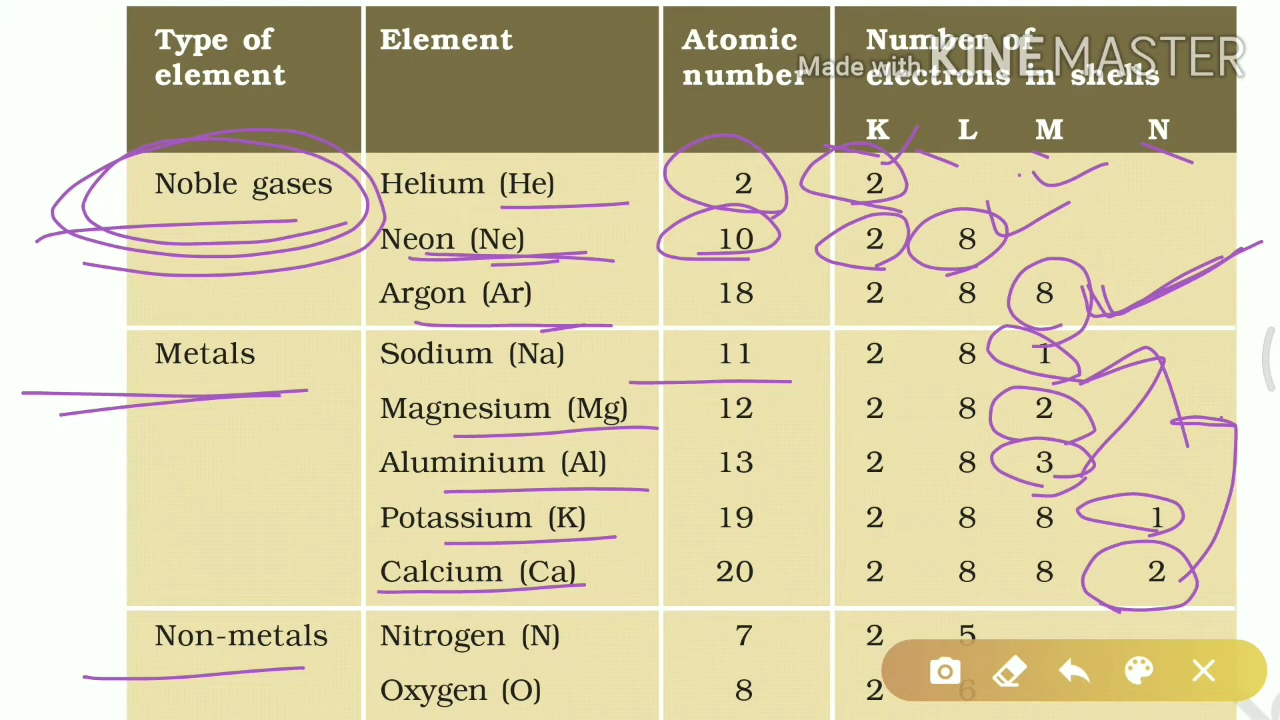 Type of element Element Atomic number Number of electrons in shells
Made with KINEMASTER
K L M N
Noble gases Helium (He) 2 2
Neon (Ne) 10 2 8
Argon (Ar) 18 2 8 8
Metals Sodium (Na) 11 2 8 1
Magnesium (Mg) 12 2 8 2
Aluminium (Al) 13 2 8 3
Potassium (K) 19 2 8 8 1
Calcium (Ca) 20 2 8 8 2
Non-metals Nitrogen (N) 7 2 5
Oxygen (O) 8 2 6